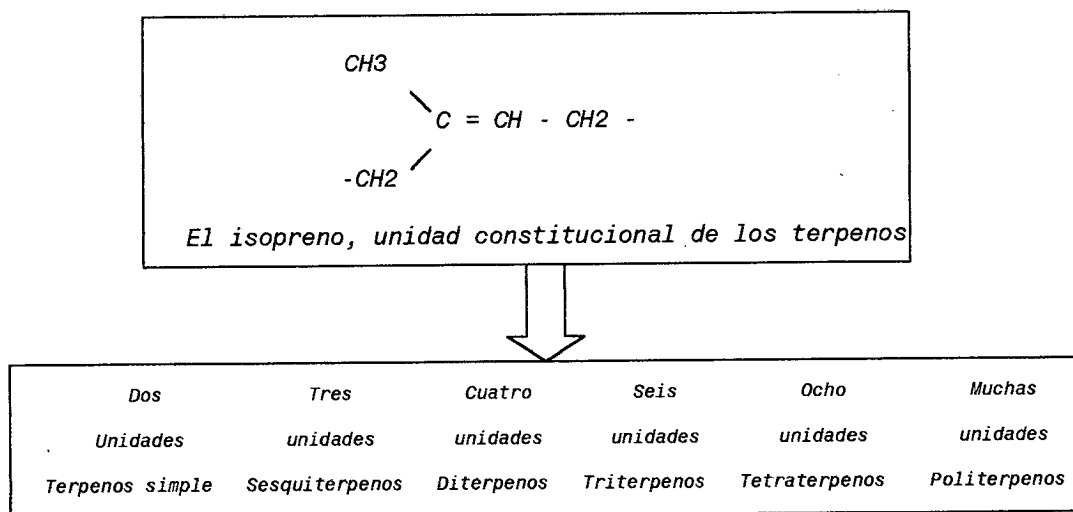 CH3
C = CH - CH2 -
-CH2
El isopreno, unidad constitucional de los terpenos
Dos Tres Cuatro Seis Ocho Muchas
Unidades unidades unidades unidades unidades unidades
Terpenos simple Sesquiterpenos Diterpenos Triterpenos Tetraterpenos Politerpenos